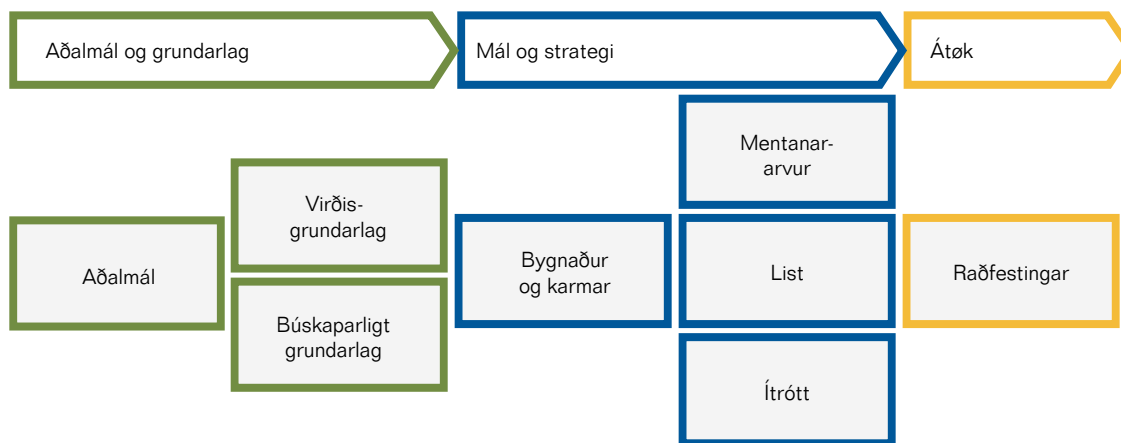 Aðalmál og grundarlag
Mál og strategi
Átøk
Aðalmál
Virðis-
grundarlag
Búskaparligt
grundarlag
Bygnaður
og karmar
Mentanar-
arvur
List
Ítrótt
Raðfestingar